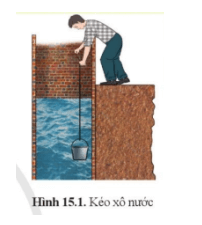 Hình 15.1. Kéo xô nước